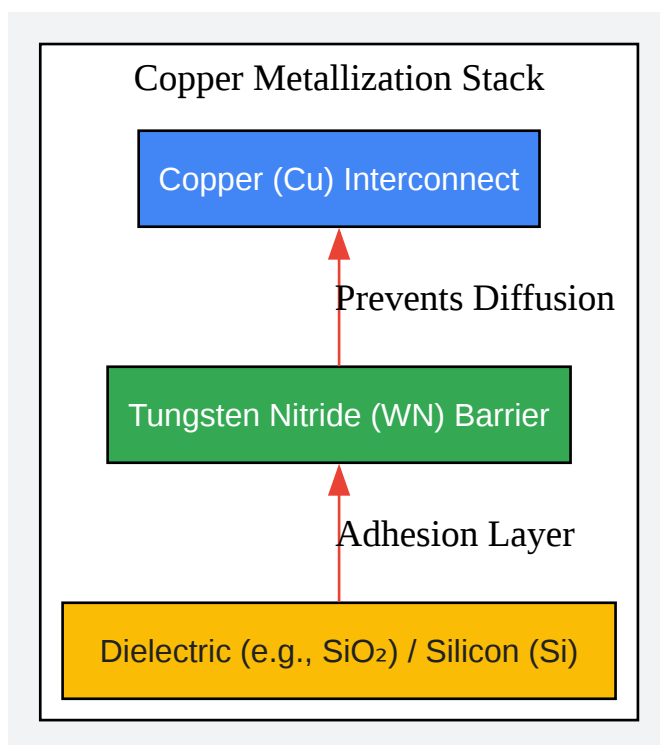 Copper Metallization Stack
Copper (Cu) Interconnect
Prevents Diffusion
Tungsten Nitride (WN) Barrier
Adhesion Layer
Dielectric (e.g., SiO₂) / Silicon (Si)